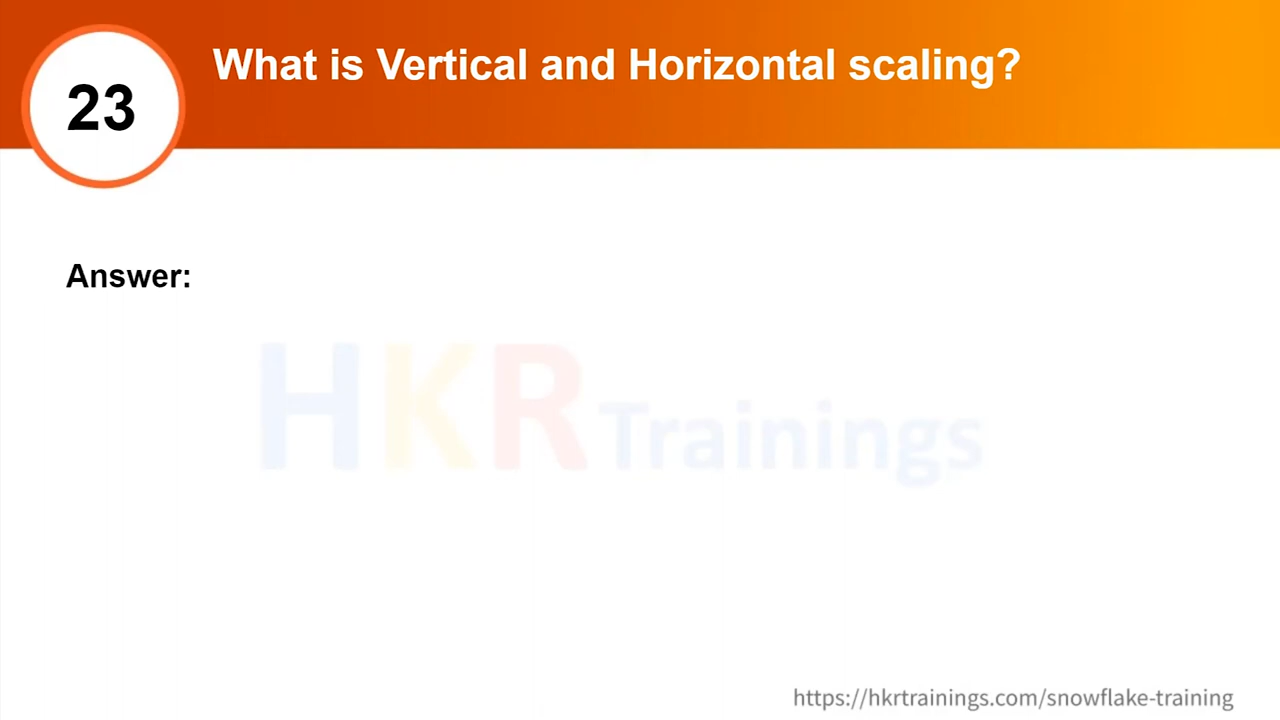 What is Vertical and Horizontal scaling?
23
Answer:
HKR Trainings
https://hkrtrainings.com/snowflake-training